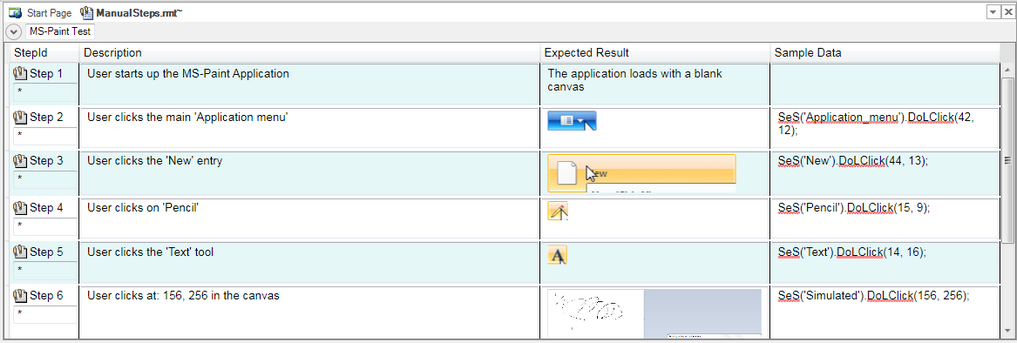 Start Page ManualSteps.rmt*
MS-Paint Test
StepId Description Expected Result Sample Data
Step 1 User starts up the MS-Paint Application The application loads with a blank
canvas
*
Step 2 User clicks the main 'Application menu' SeS('Application_menu').DoLClick(42,
12);
*
Step 3 User clicks the 'New' entry ew SeS('New').DoLClick(44, 13);
*
Step 4 User clicks on 'Pencil' SeS('Pencil').DoLClick(15, 9);
*
Step 5 User clicks the 'Text' tool A SeS('Text').DoLClick(14, 16);
*
Step 6 User clicks at: 156, 256 in the canvas SeS('Simulated').DoLClick(156, 256);
*